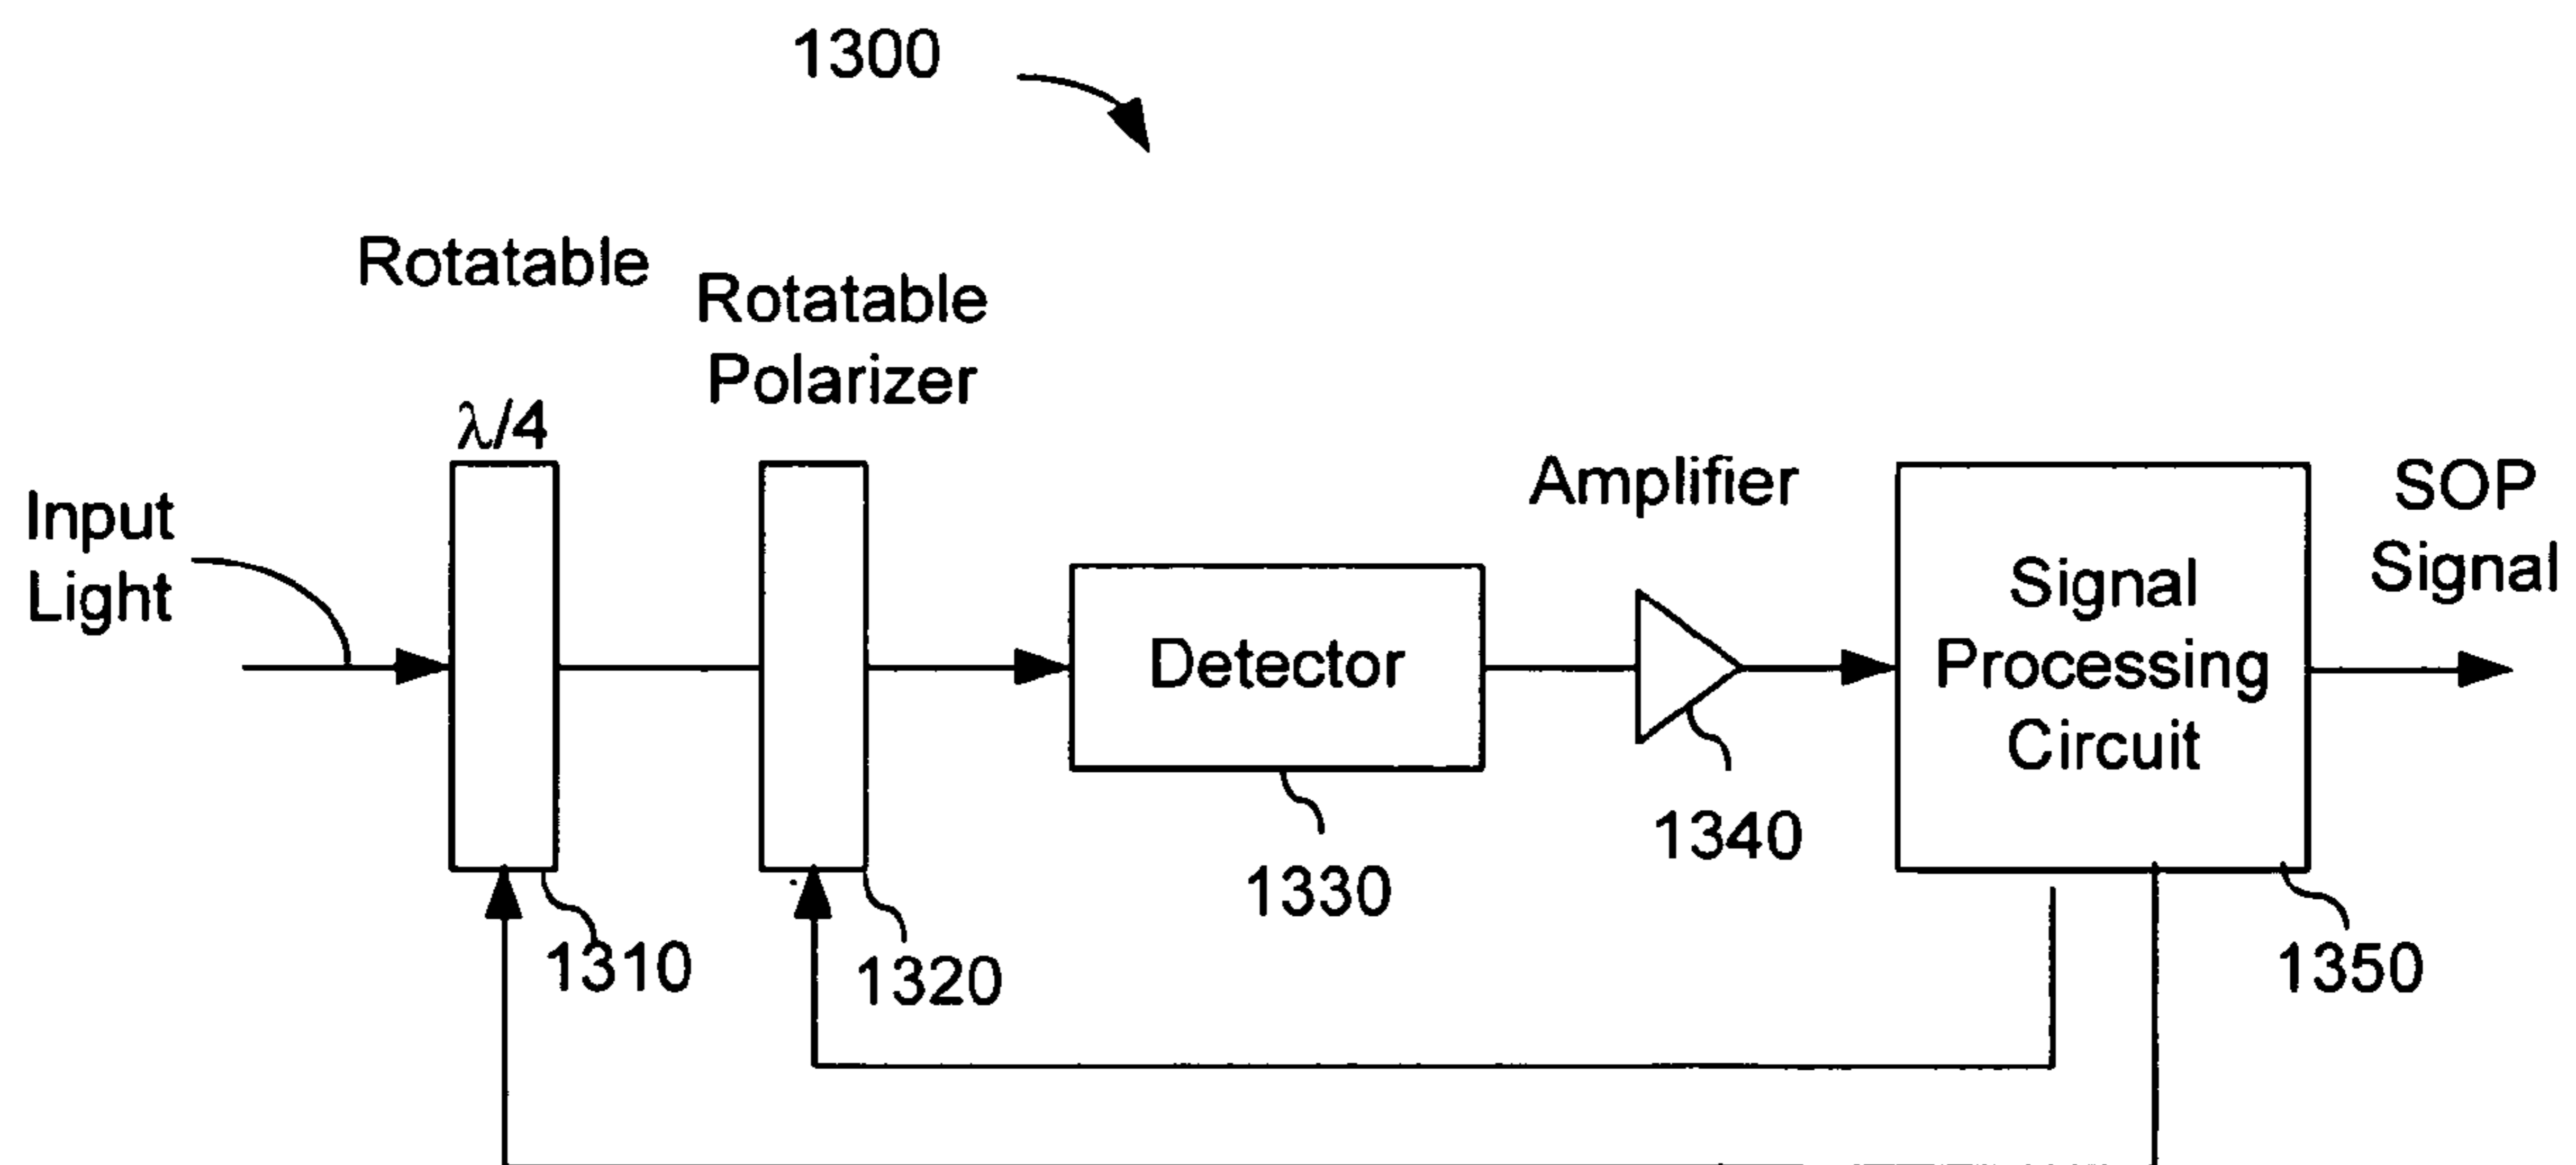 1300
Rotatable
λ/4
Rotatable
Polarizer
Input
Light
Amplifier
SOP
Signal
Detector
Signal
Processing
Circuit
1310
1320
1330
1340
1350